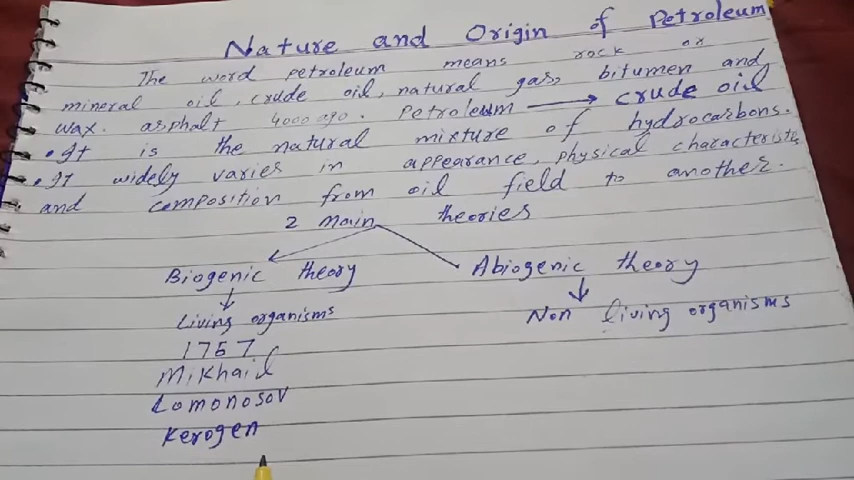 Nature and Origin of Petroleum
The word petroleum means rock or
mineral oil, crude oil, natural gas, bitumen and
wax. asphalt 4000 ago. Petroleum → crude oil
• It is the natural mixture of hydrocarbons.
• It widely varies in appearance, physical characteristic,
and composition from oil field to another.
2 main theories
Biogenic theory Abiogenic theory
Living organisms Non living organisms
1757
Mikhail
Lomonosov
Kerogen